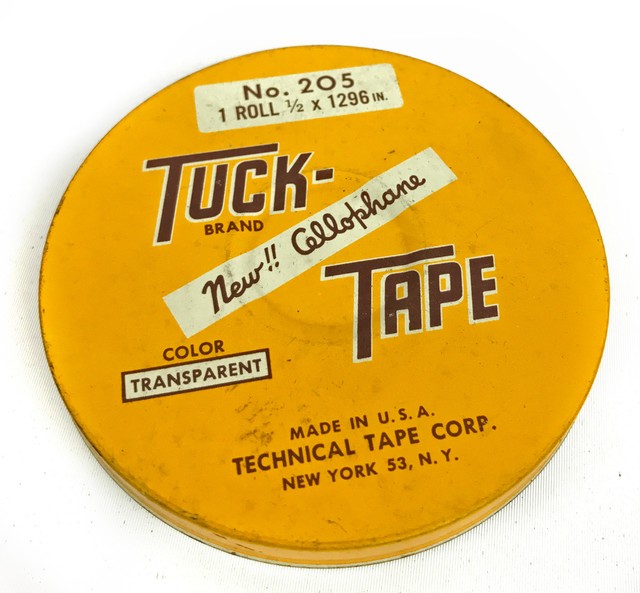 No. 205
1 ROLL ½ x 1296 IN.
TUCK-
BRAND
New!! Cellophane
TAPE
COLOR
TRANSPARENT
MADE IN U.S.A.
TECHNICAL TAPE CORP.
NEW YORK 53, N.Y.